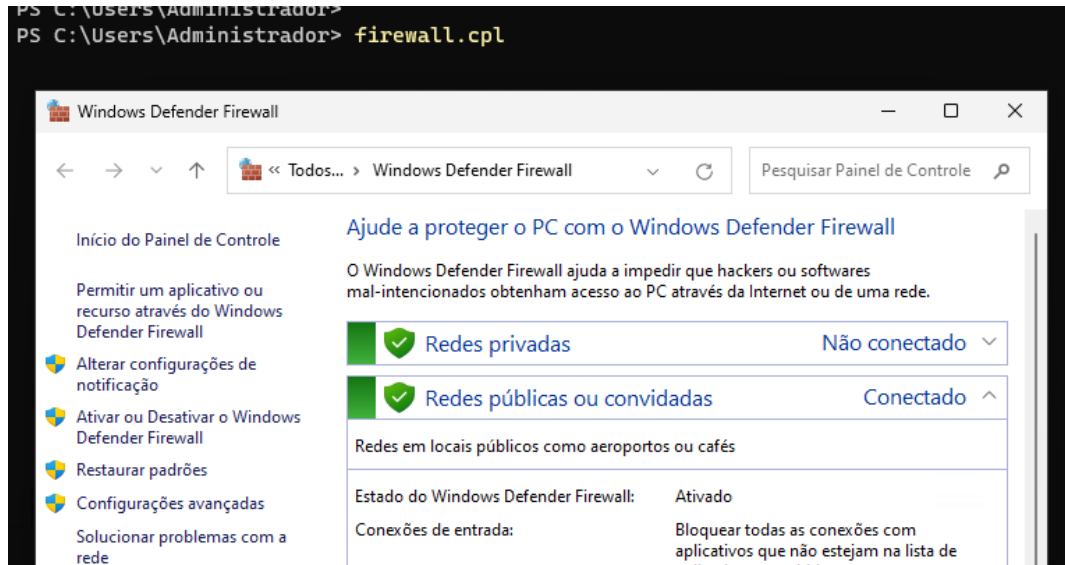 PS C:\Users\Administrador>
PS C:\Users\Administrador> firewall.cpl
Windows Defender Firewall
« Todos... › Windows Defender Firewall
Pesquisar Painel de Controle
Início do Painel de Controle
Permitir um aplicativo ou
recurso através do Windows
Defender Firewall
Alterar configurações de
notificação
Ativar ou Desativar o Windows
Defender Firewall
Restaurar padrões
Configurações avançadas
Solucionar problemas com a
rede
Ajude a proteger o PC com o Windows Defender Firewall
O Windows Defender Firewall ajuda a impedir que hackers ou softwares
mal-intencionados obtenham acesso ao PC através da Internet ou de uma rede.
Redes privadas Não conectado
Redes públicas ou convidadas Conectado
Redes em locais públicos como aeroportos ou cafés
Estado do Windows Defender Firewall: Ativado
Conexões de entrada: Bloquear todas as conexões com
aplicativos que não estejam na lista de